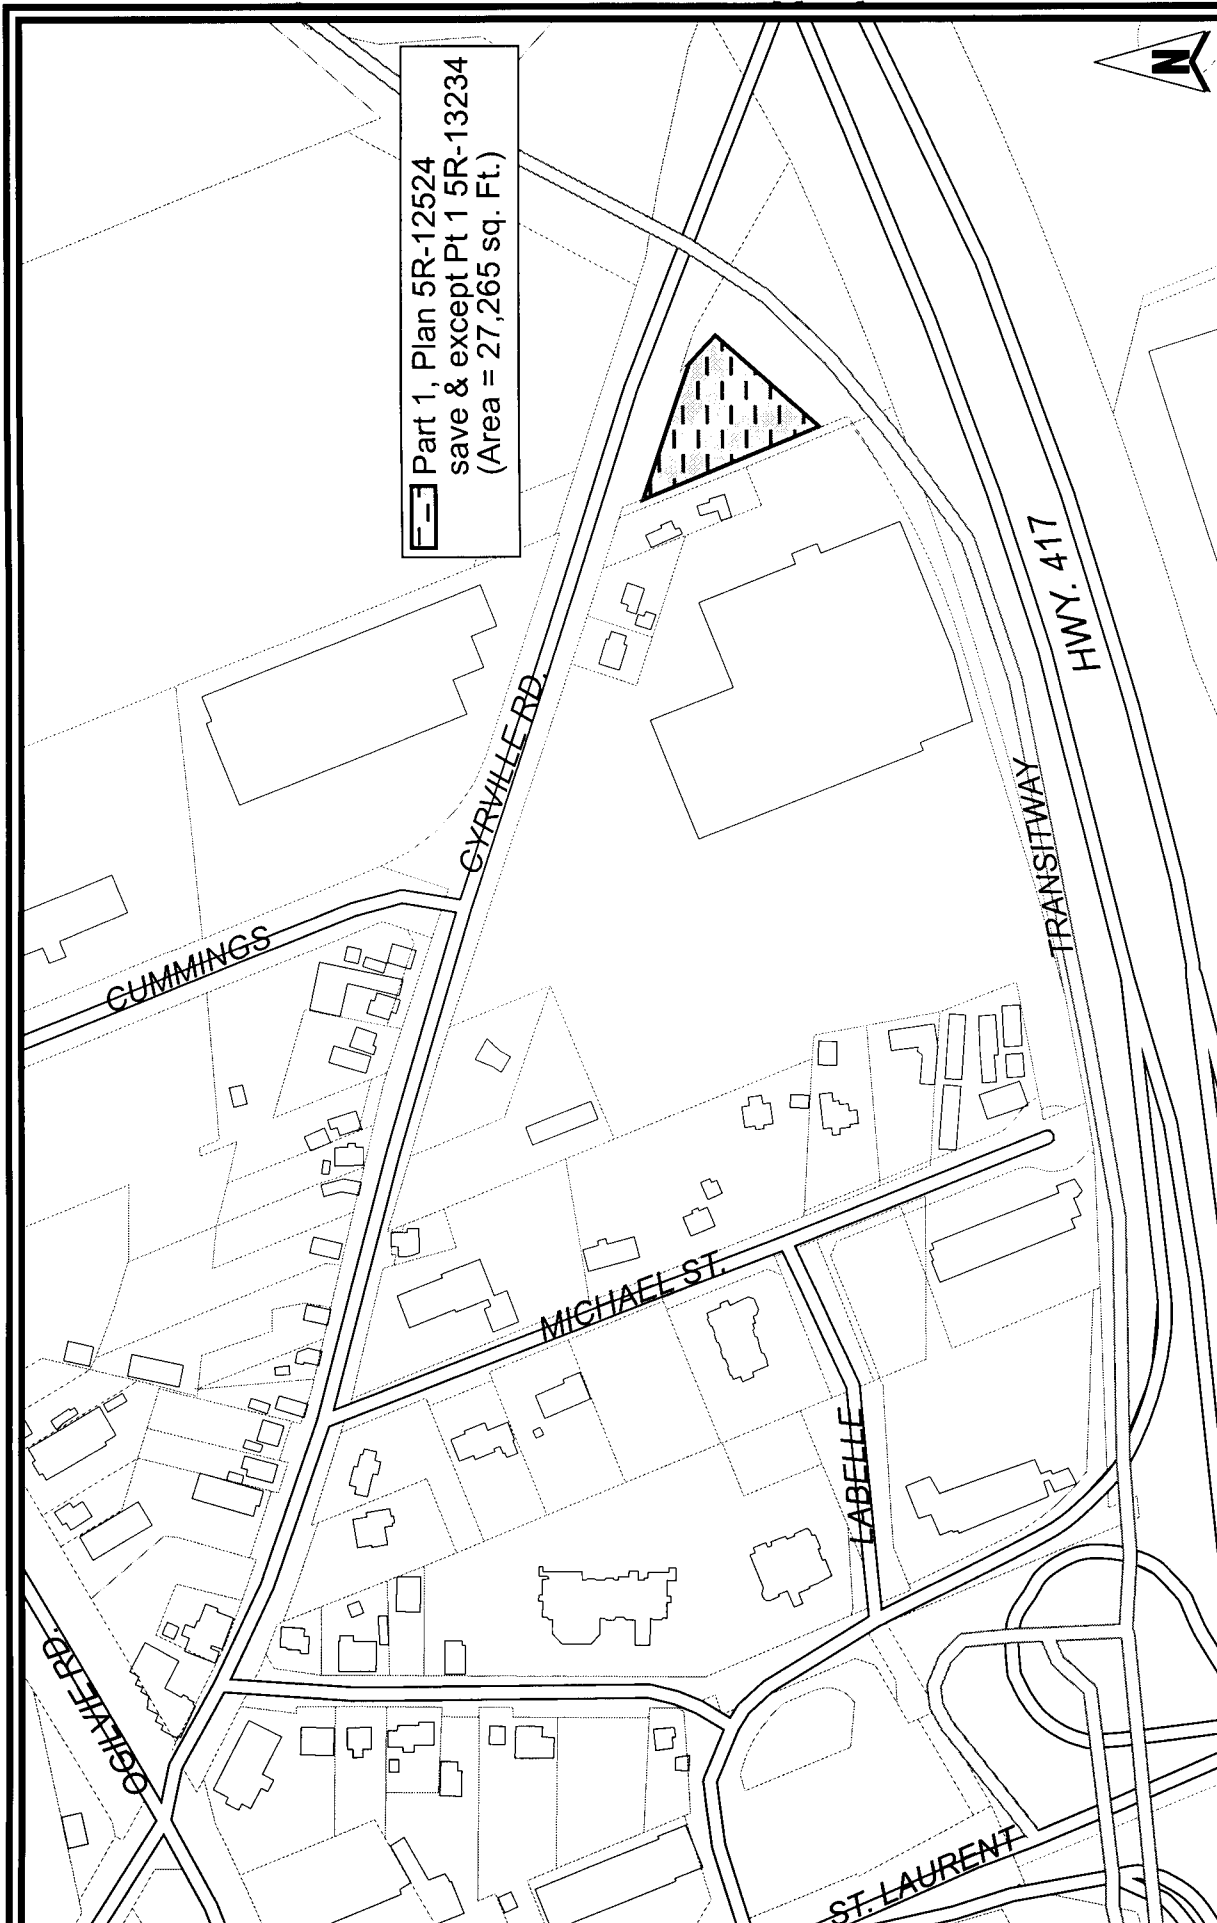 Part 1, Plan 5R-12524
save & except Pt 1 5R-13234
(Area = 27,265 sq. Ft.)
N
CYRVILLE RD.
HWY. 417
TRANSITWAY
CUMMINGS
MICHAEL ST.
LABELLE
OGILVIE RD.
ST. LAURENT